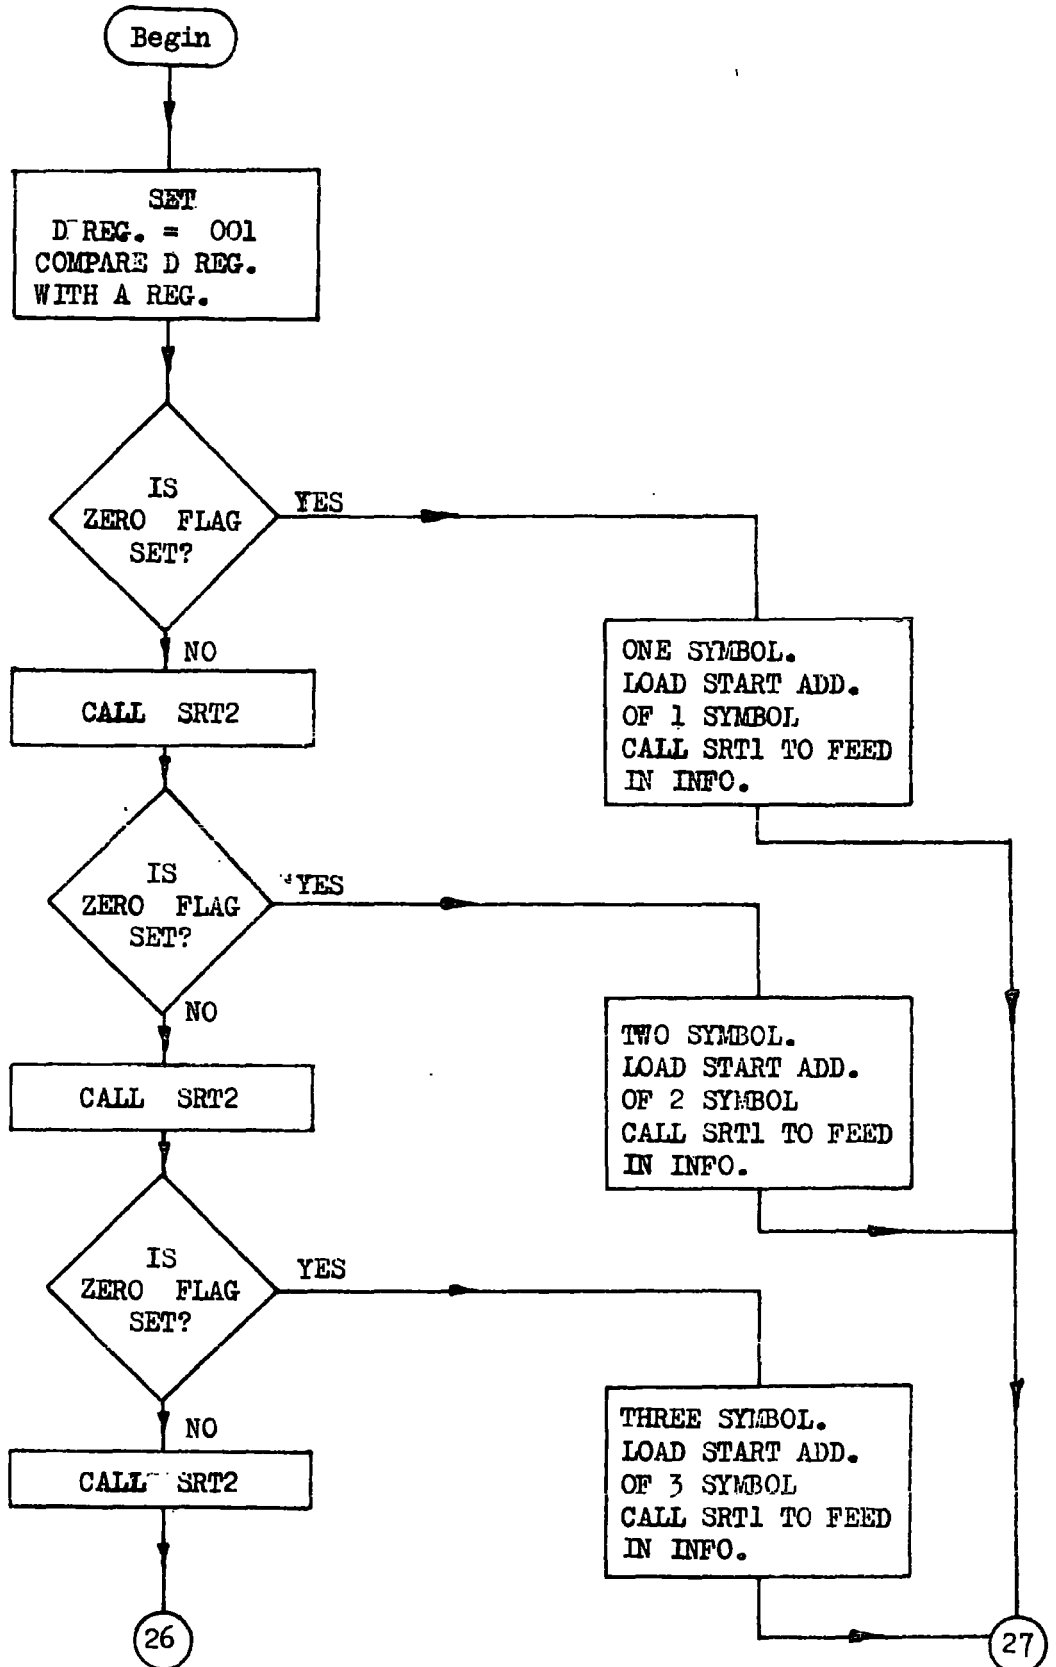 Begin
SET
D REG. = 001
COMPARE D REG.
WITH A REG.
IS
ZERO FLAG
SET?
YES
NO
ONE SYMBOL.
LOAD START ADD.
OF 1 SYMBOL
CALL SRT1 TO FEED
IN INFO.
CALL SRT2
IS
ZERO FLAG
SET?
YES
NO
TWO SYMBOL.
LOAD START ADD.
OF 2 SYMBOL
CALL SRT1 TO FEED
IN INFO.
CALL SRT2
IS
ZERO FLAG
SET?
YES
NO
THREE SYMBOL.
LOAD START ADD.
OF 3 SYMBOL
CALL SRT1 TO FEED
IN INFO.
CALL SRT2
26
27